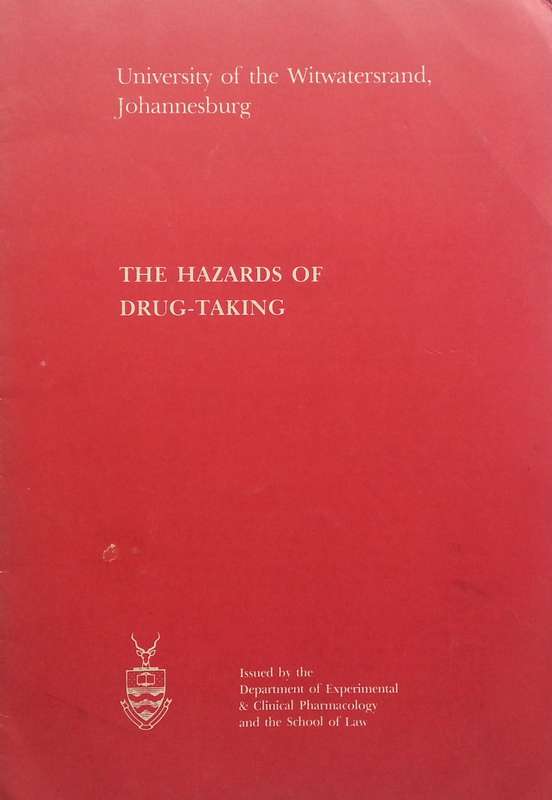 University of the Witwatersrand,
Johannesburg
THE HAZARDS OF
DRUG-TAKING
Issued by the
Department of Experimental
& Clinical Pharmacology
and the School of Law